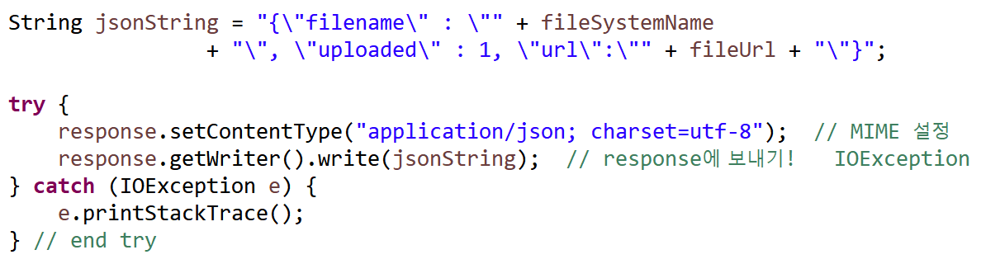 String jsonString = "{\"filename\" : \"" + fileSystemName
                + "\", \"uploaded\" : 1, \"url\":\"" + fileUrl + "\"}";
try {
    response.setContentType("application/json; charset=utf-8");  // MIME 설정
    response.getWriter().write(jsonString);  // response에 보내기!   IOException
} catch (IOException e) {
    e.printStackTrace();
} // end try